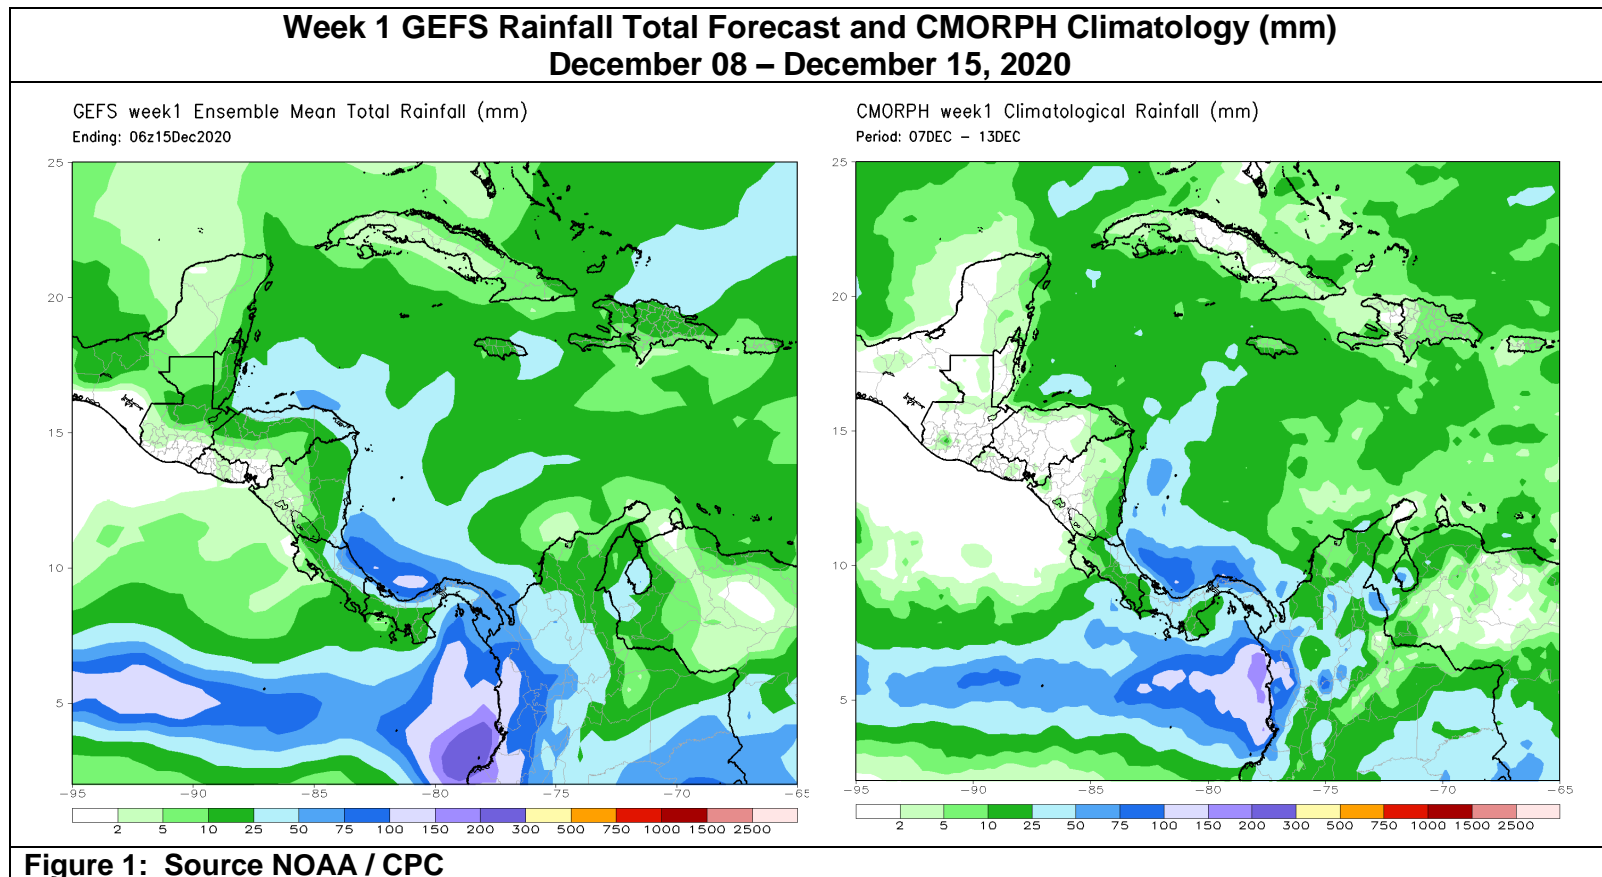 Week 1 GEFS Rainfall Total Forecast and CMORPH Climatology (mm)
December 08 – December 15, 2020
GEFS week1 Ensemble Mean Total Rainfall (mm)
Ending: 06z15Dec2020
25
20
15
10
5
-95
-90
-85
-80
-75
-70
-65
2 5 10 25 50 75 100 150 200 300 500 750 1000 1500 2500
CMORPH week1 Climatological Rainfall (mm)
Period: 07DEC - 13DEC
25
20
15
10
5
-95
-90
-85
-80
-75
-70
-65
2 5 10 25 50 75 100 150 200 300 500 750 1000 1500 2500
Figure 1: Source NOAA / CPC